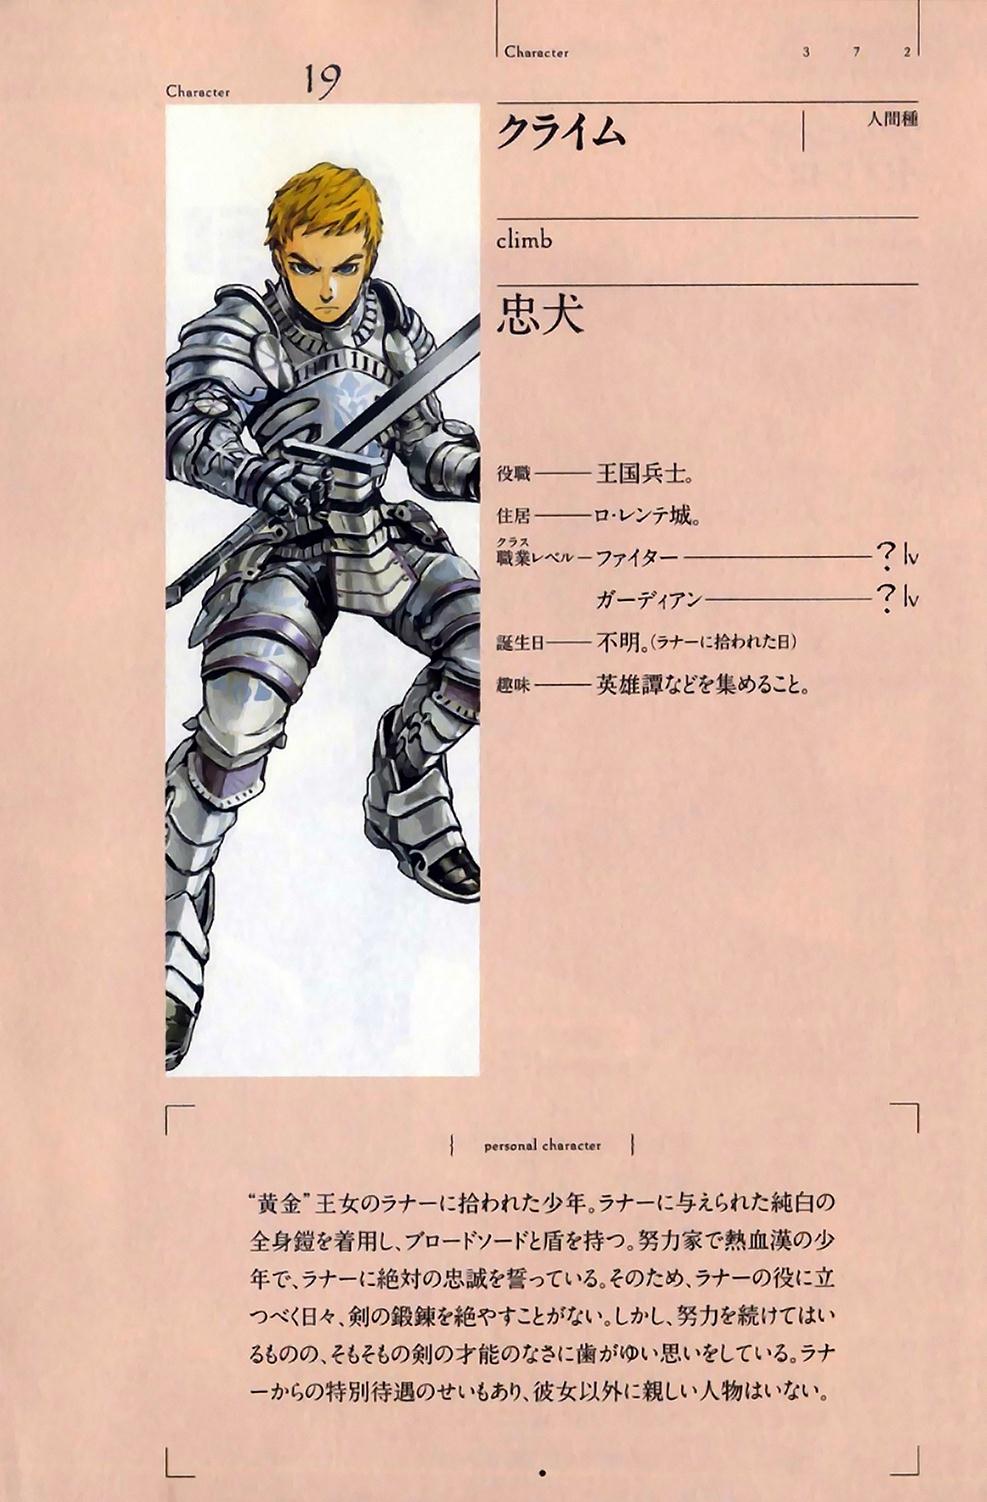 Character
372
Character
19
クライム
人間種
climb
忠犬
役職――王国兵士。
住居――ロ・レンテ城。
クラス
職業レベル―ファイター――?lv
ガーディアン――?lv
誕生日――不明。(ラナーに拾われた日)
趣味――英雄譚などを集めること。
personal character
“黄金”王女のラナーに拾われた少年。ラナーに与えられた純白の
全身鎧を着用し、ブロードソードと盾を持つ。努力家で熱血漢の少
年で、ラナーに絶対の忠誠を誓っている。そのため、ラナーの役に立
つべく日々、剣の鍛錬を絶やすことがない。しかし、努力を続けてはい
るものの、そもそもの剣の才能のなさに歯がゆい思いをしている。ラナ
ーからの特別待遇のせいもあり、彼女以外に親しい人物はいない。